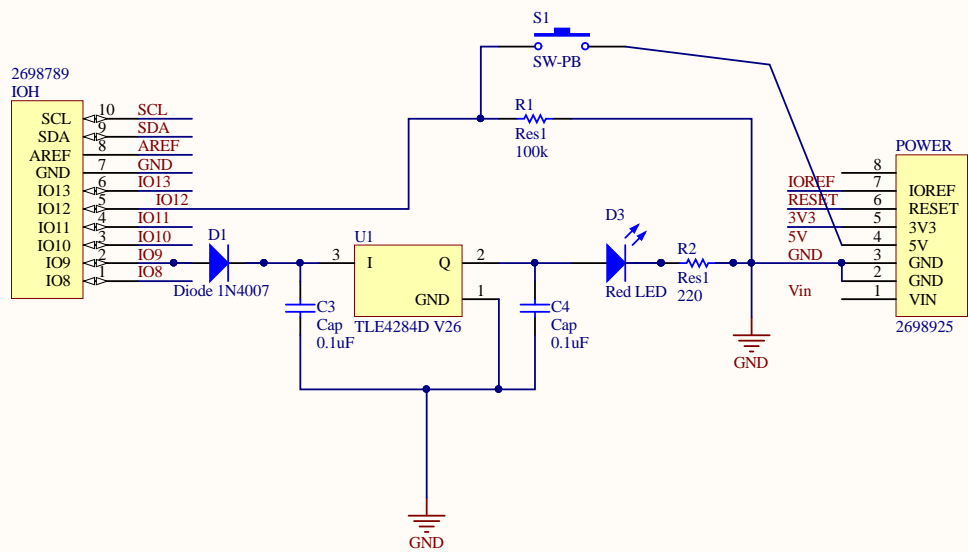 S1
SW-PB
2698789
IOH
SCL 10 SCL
SDA 9 SDA
AREF 8 AREF
GND 7 GND
IO13 6 IO13
IO12 5 IO12
IO11 4 IO11
IO10 3 IO10
IO9 2 IO9
IO8 1 IO8
R1
Res1
100k
D1
Diode 1N4007
C3
Cap
0.1uF
U1
3 I Q 2
GND 1
TLE4284D V26
C4
Cap
0.1uF
D3
Red LED
R2
Res1
220
POWER
8
IOREF 7 IOREF
RESET 6 RESET
3V3 5 3V3
5V 4 5V
GND 3 GND
2 GND
Vin 1 VIN
2698925
GND
GND